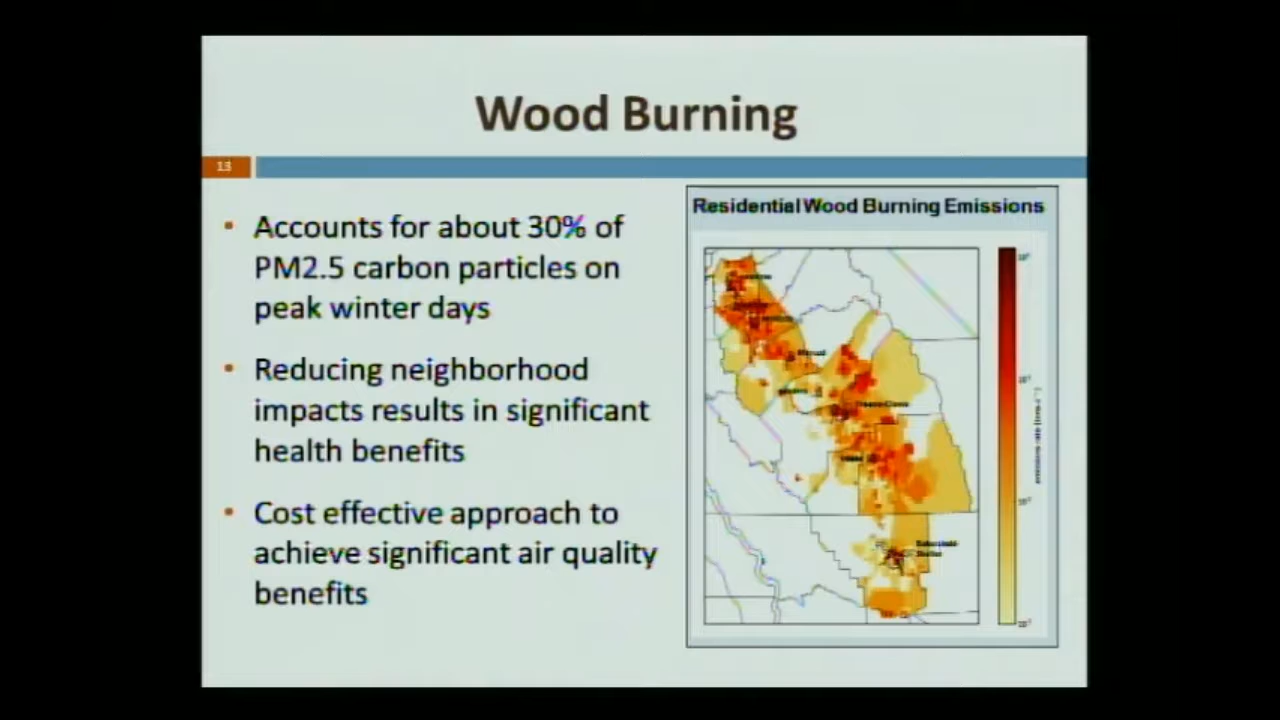 Wood Burning
13
• Accounts for about 30% of
PM2.5 carbon particles on
peak winter days
• Reducing neighborhood
impacts results in significant
health benefits
• Cost effective approach to
achieve significant air quality
benefits
Residential Wood Burning Emissions
Merced